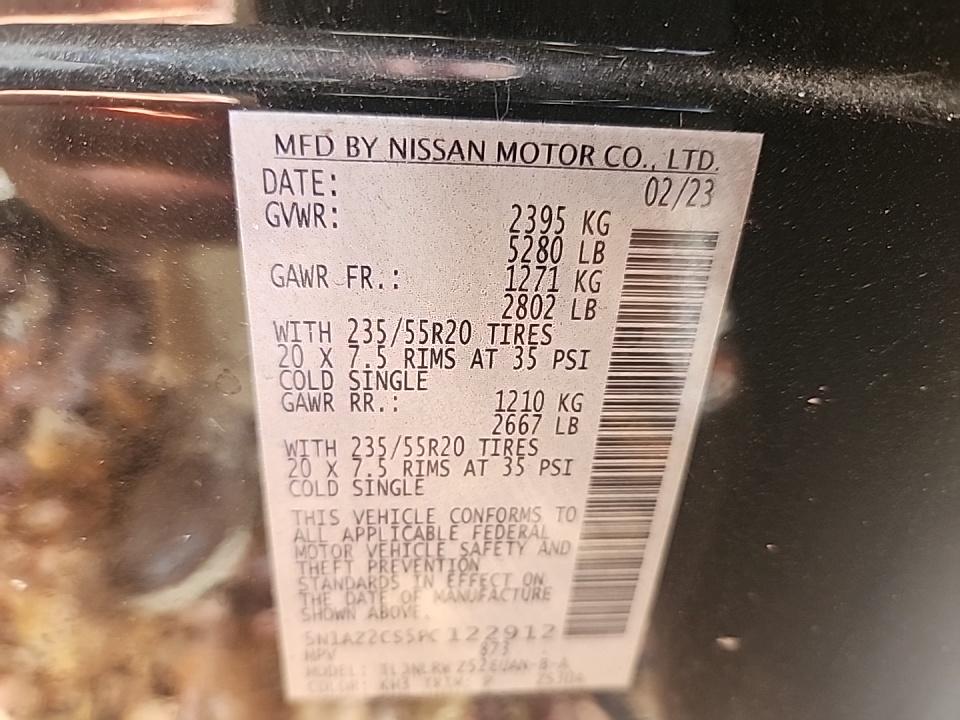 MFD BY NISSAN MOTOR CO., LTD.
DATE: 02/23
GVWR: 2395 KG
5280 LB
GAWR FR.: 1271 KG
2802 LB
WITH 235/55R20 TIRES
20 X 7.5 RIMS AT 35 PSI
COLD SINGLE
GAWR RR.: 1210 KG
2667 LB
WITH 235/55R20 TIRES
20 X 7.5 RIMS AT 35 PSI
COLD SINGLE
THIS VEHICLE CONFORMS TO
ALL APPLICABLE FEDERAL
MOTOR VEHICLE SAFETY AND
THEFT PREVENTION
STANDARDS IN EFFECT ON
THE DATE OF MANUFACTURE
SHOWN ABOVE.
5N1AZ2CS5PC122912
MPV
MODEL:
COLOR: KH3 TRIM: